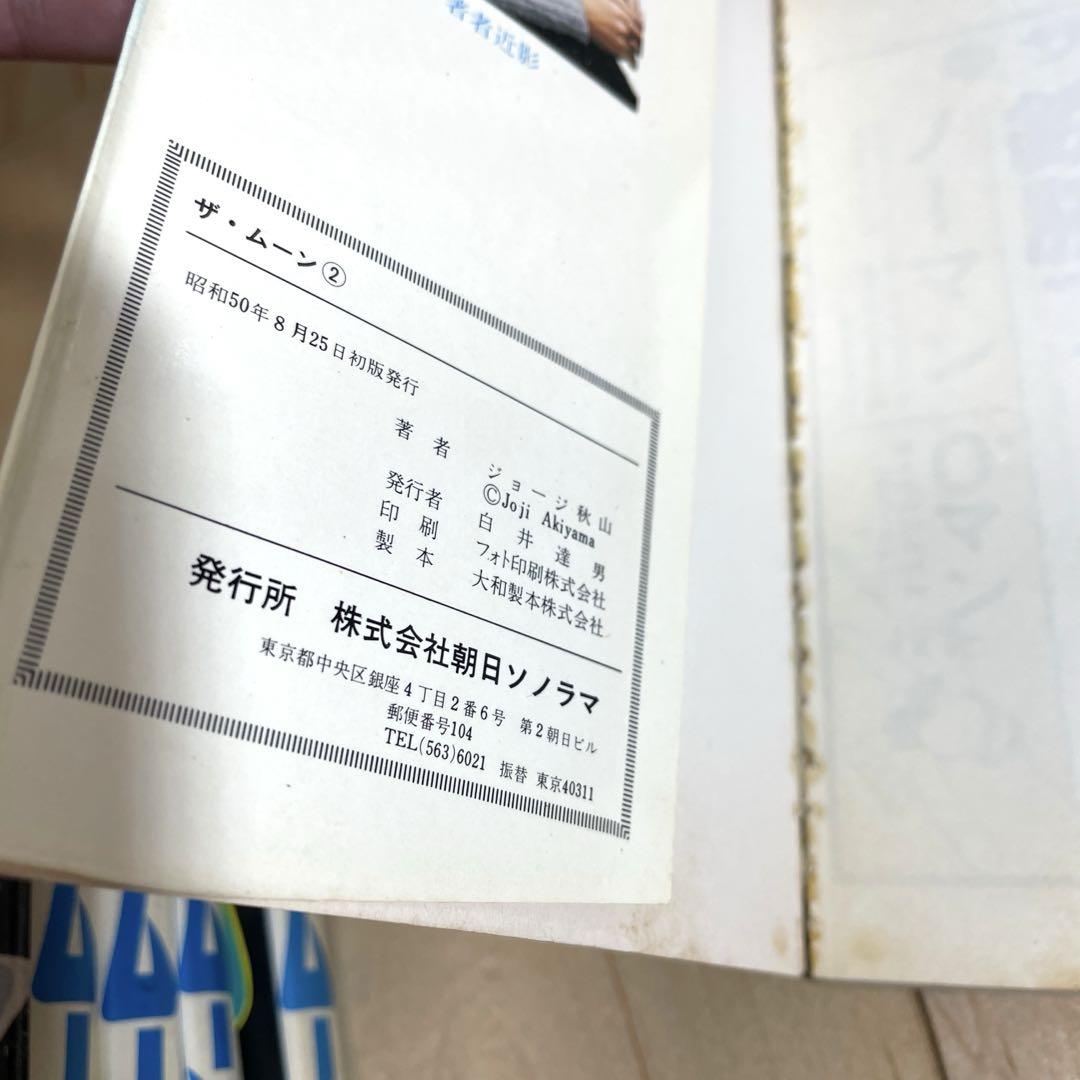 著者近影
ザ・ムーン②
昭和50年8月25日初版発行
著者 ジョージ秋山
©Joji Akiyama
発行者 白井達男
印刷 フォト印刷株式会社
製本 大和製本株式会社
発行所 株式会社朝日ソノラマ
東京都中央区銀座4丁目2番6号 第2朝日ビル
郵便番号104
TEL(563)6021 振替 東京40311